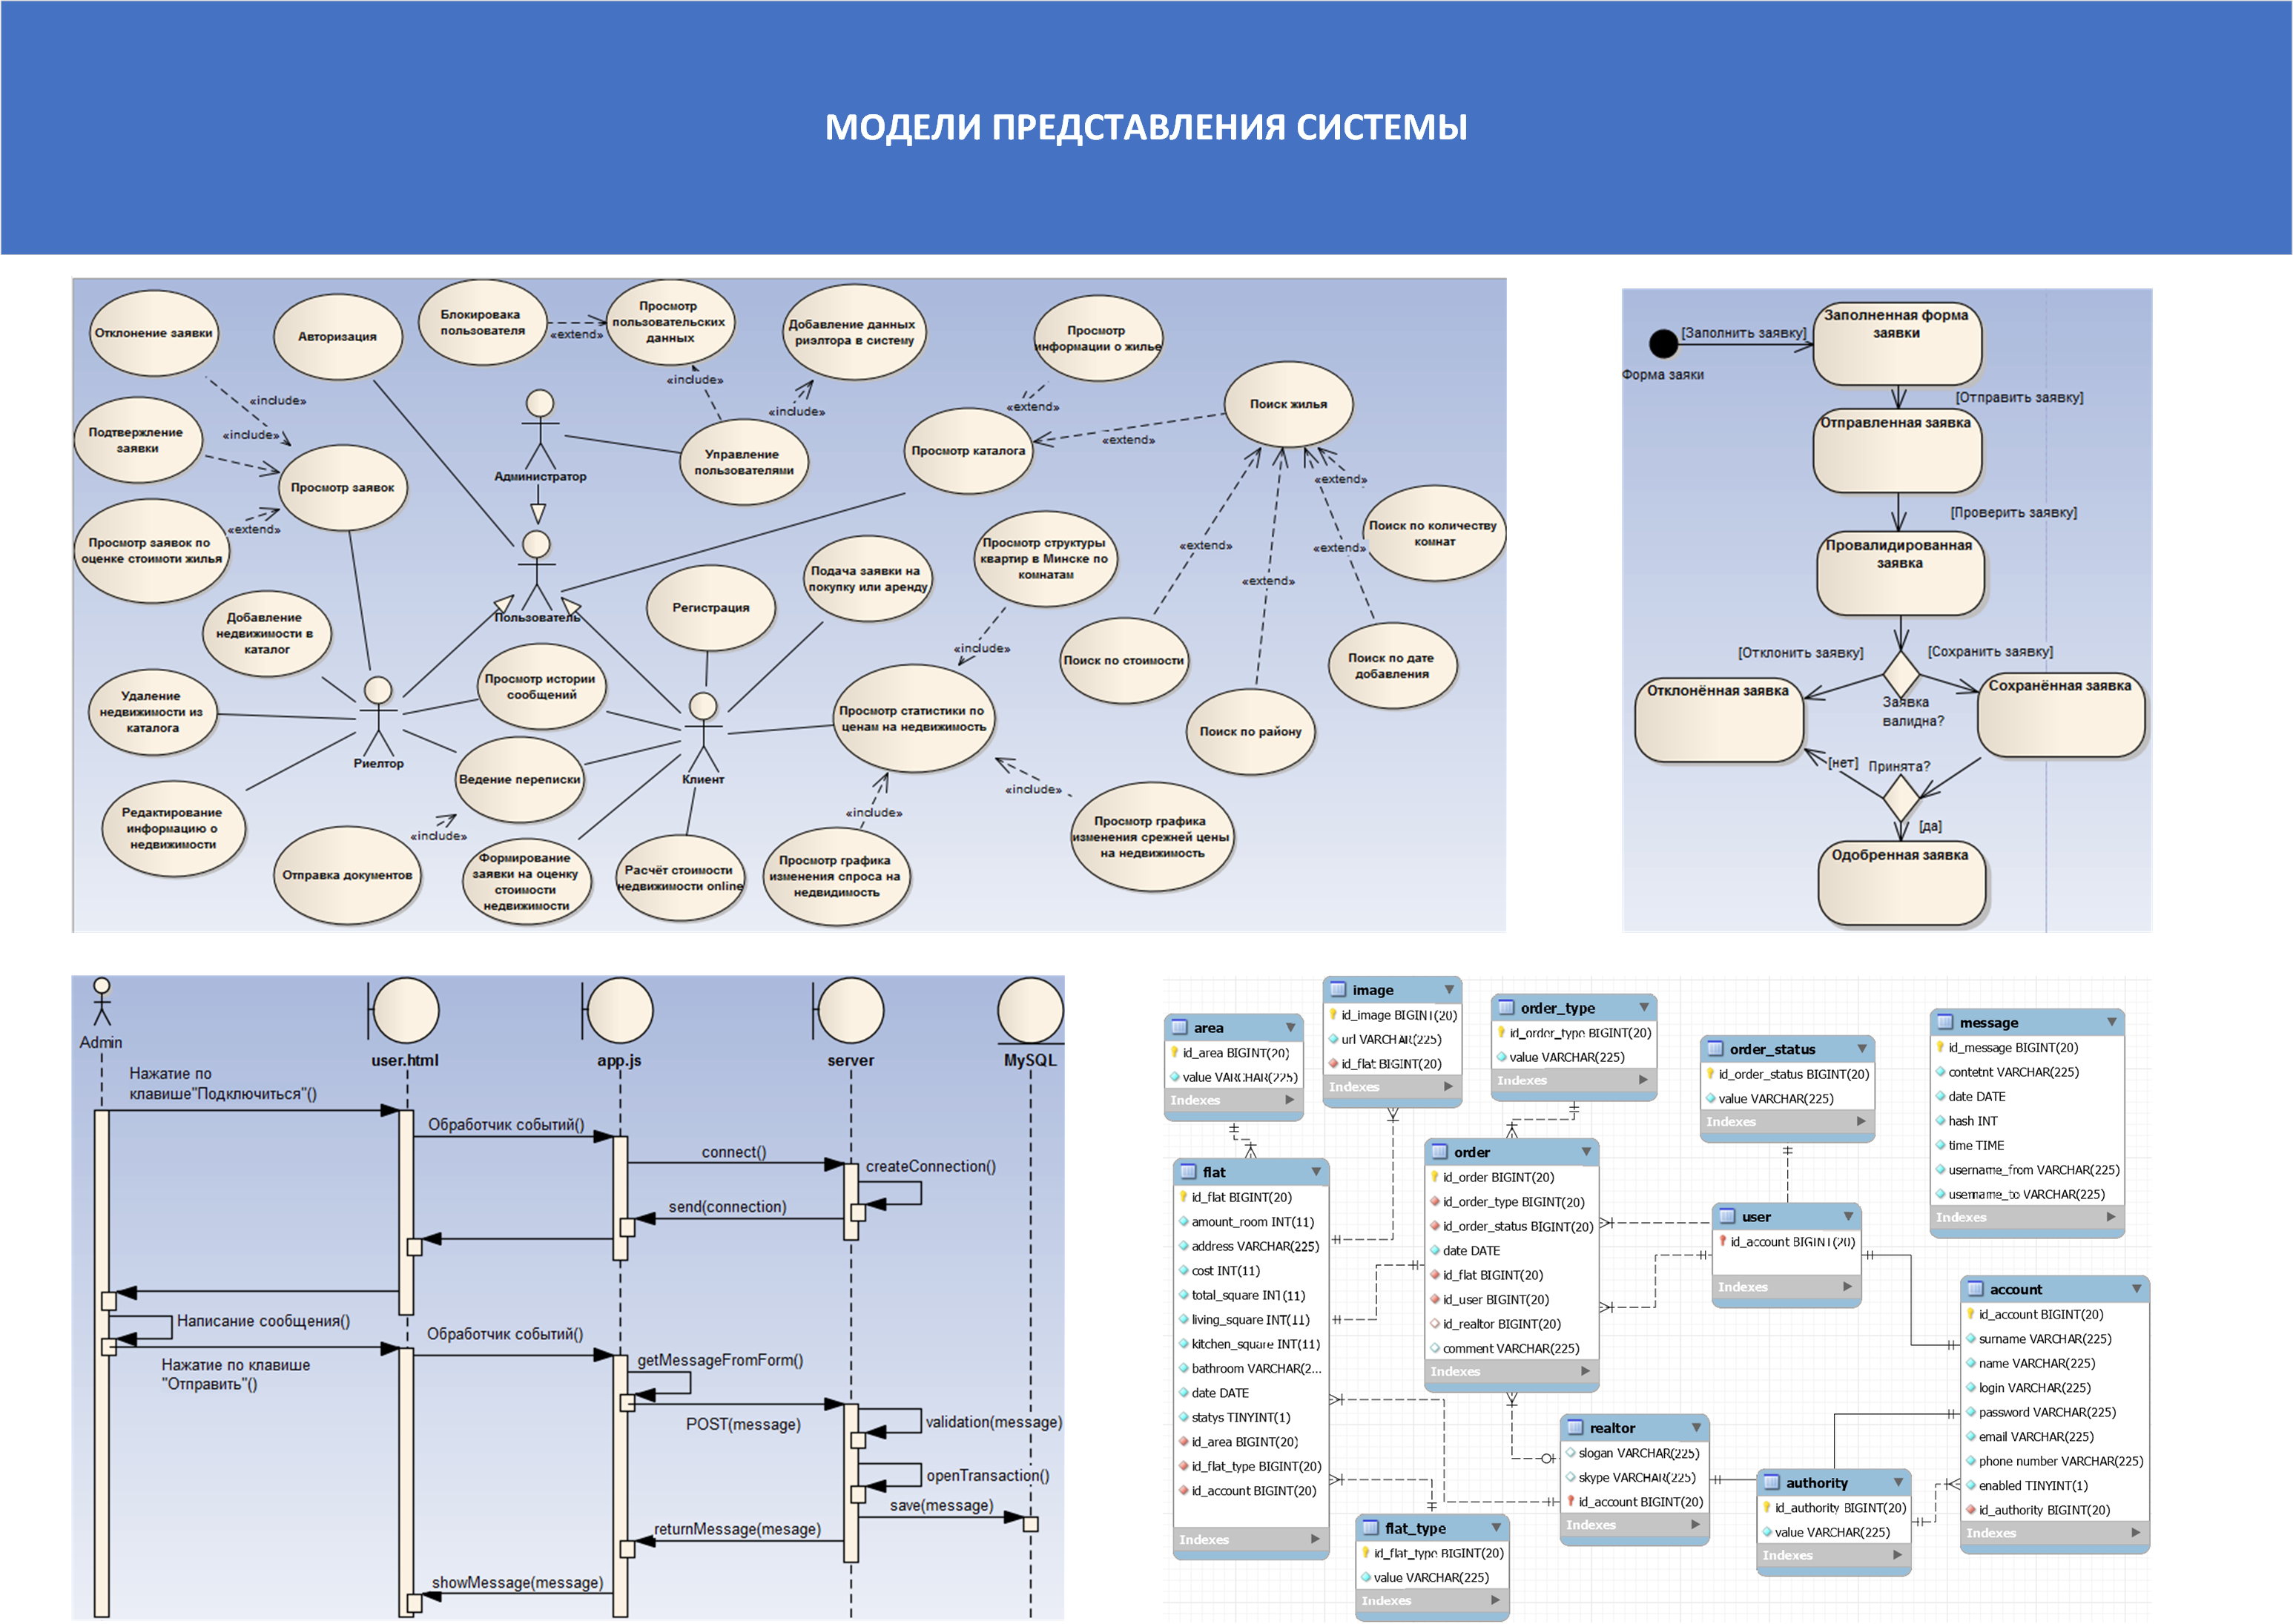 МОДЕЛИ ПРЕДСТАВЛЕНИЯ СИСТЕМЫ
Отклонение заявки
Авторизация
Блокировака
пользователя
«extend»
Просмотр
пользовательских
данных
Добавление данных
риэлтора в систему
Просмотр
информации о жилье
«include»
«include»
«include»
«extend»
Поиск жилья
«extend»
Подтвержление
заявки
«include»
Просмотр заявок
Администратор
Управление
пользователями
Просмотр каталога
«extend»
Поиск по количеству
комнат
Просмотр заявок по
оценке стоимоти жилья
«extend»
Просмотр структуры
квартир в Минске по
комнатам
«extend»
«extend»
«extend»
Подача заявки на
покупку или аренду
Регистрация
Пользователь
Добавление
недвижимости в
каталог
«include»
Поиск по стоимости
Поиск по дате
добавления
Просмотр истории
сообщений
Удаление
недвижимости из
каталога
Просмотр статистики по
ценам на недвижимость
Поиск по району
Риелтор
Ведение переписки
Клиент
«include»
«include»
«include»
Редактирование
информацию о
недвижимости
Отправка документов
Формирование
заявки на оценку
стоимости
недвижимости
Расчёт стоимости
недвижимости online
Просмотр графика
изменения спроса на
недвидимость
Просмотр графика
изменения срежней цены
на недвижимость
[Заполнить заявку]
Форма заяки
Заполненная форма
заявки
[Отправить заявку]
Отправленная заявка
[Проверить заявку]
Провалидированная
заявка
[Отклонить заявку]
[Сохранить заявку]
Отклонённая заявка
Заявка
валидна?
Сохранённая заявка
[нет]
Принята?
[да]
Одобренная заявка
Admin
user.html
app.js
server
MySQL
Нажатие по
клавише"Подключиться"()
Обработчик событий()
connect()
createConnection()
send(connection)
Написание сообщения()
Обработчик событий()
Нажатие по клавише
"Отправить"()
getMessageFromForm()
POST(message)
validation(message)
openTransaction()
save(message)
returnMessage(mesage)
showMessage(message)
area
id_area BIGINT(20)
value VARCHAR(225)
Indexes
image
id_image BIGINT(20)
url VARCHAR(225)
id_flat BIGINT(20)
Indexes
order_type
id_order_type BIGINT(20)
value VARCHAR(225)
Indexes
order_status
id_order_status BIGINT(20)
value VARCHAR(225)
Indexes
message
id_message BIGINT(20)
contetnt VARCHAR(225)
date DATE
hash INT
time TIME
username_from VARCHAR(225)
username_to VARCHAR(225)
Indexes
flat
id_flat BIGINT(20)
amount_room INT(11)
address VARCHAR(225)
cost INT(11)
total_square INT(11)
living_square INT(11)
kitchen_square INT(11)
bathroom VARCHAR(2...
date DATE
statys TINYINT(1)
id_area BIGINT(20)
id_flat_type BIGINT(20)
id_account BIGINT(20)
Indexes
order
id_order BIGINT(20)
id_order_type BIGINT(20)
id_order_status BIGINT(20)
date DATE
id_flat BIGINT(20)
id_user BIGINT(20)
id_realtor BIGINT(20)
comment VARCHAR(225)
Indexes
user
id_account BIGINT(20)
Indexes
account
id_account BIGINT(20)
surname VARCHAR(225)
name VARCHAR(225)
login VARCHAR(225)
password VARCHAR(225)
email VARCHAR(225)
phone number VARCHAR(225)
enabled TINYINT(1)
id_authority BIGINT(20)
Indexes
realtor
slogan VARCHAR(225)
skype VARCHAR(225)
id_account BIGINT(20)
Indexes
authority
id_authority BIGINT(20)
value VARCHAR(225)
Indexes
flat_type
id_flat_type BIGINT(20)
value VARCHAR(225)
Indexes